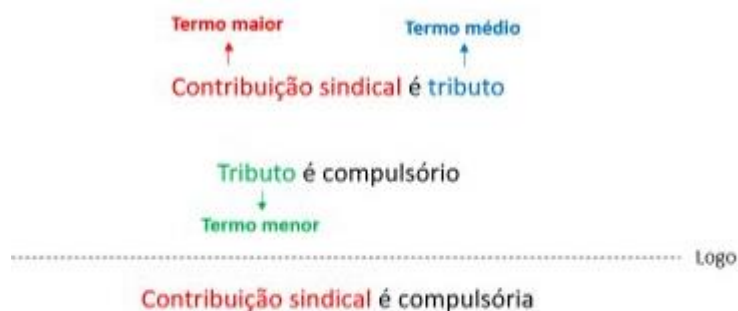 Termo maior
Termo médio
Contribuição sindical é tributo
Tributo é compulsório
Termo menor
Logo
Contribuição sindical é compulsória